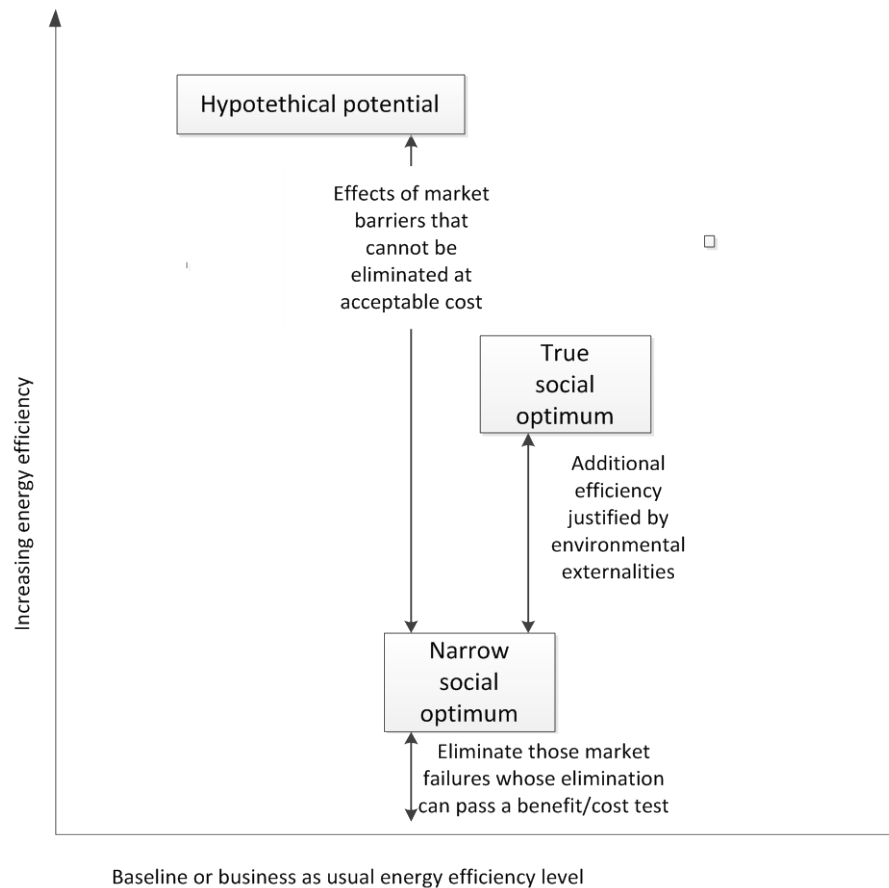 Hypotethical potential
Effects of market
barriers that
cannot be
eliminated at
acceptable cost
True
social
optimum
Additional
efficiency
justified by
environmental
externalities
Narrow
social
optimum
Eliminate those market
failures whose elimination
can pass a benefit/cost test
Increasing energy efficiency
Baseline or business as usual energy efficiency level